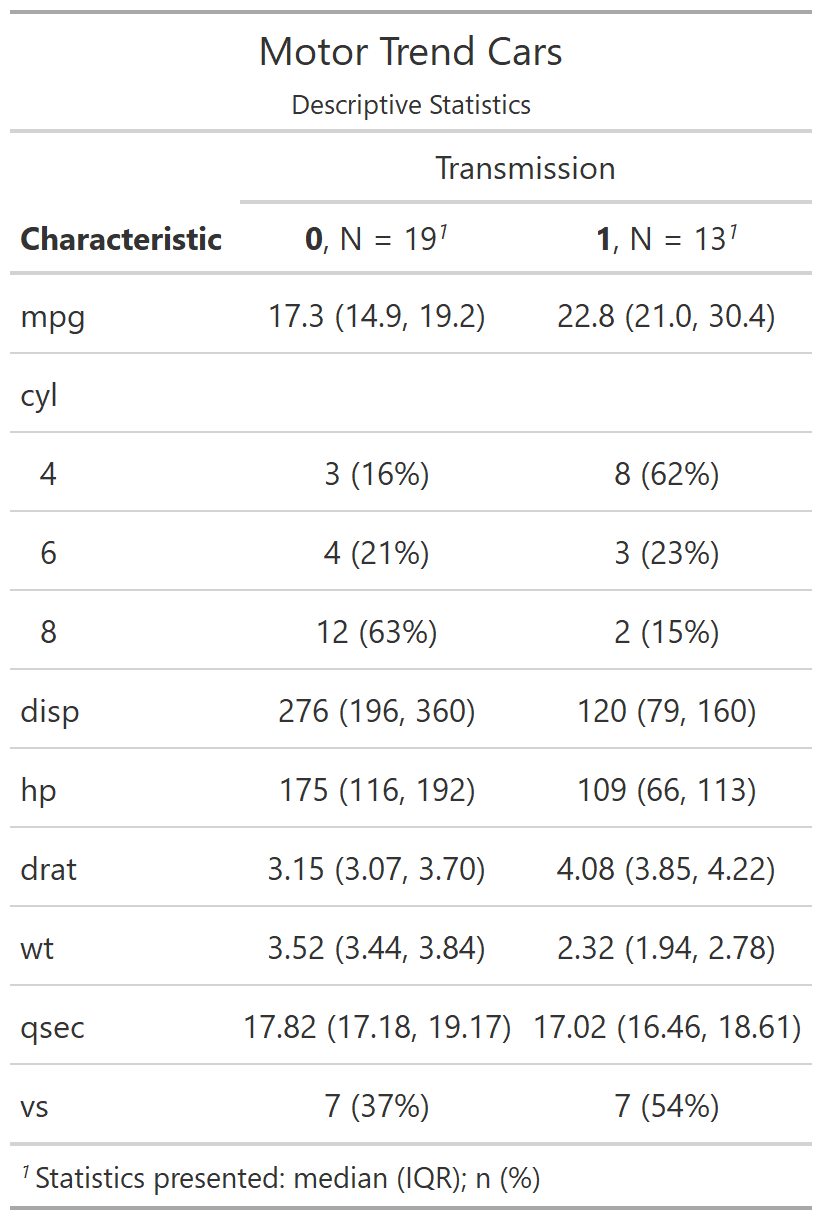 Motor Trend Cars
Descriptive Statistics
Transmission
Characteristic 0, N = 19¹ 1, N = 13¹
mpg 17.3 (14.9, 19.2) 22.8 (21.0, 30.4)
cyl
4 3 (16%) 8 (62%)
6 4 (21%) 3 (23%)
8 12 (63%) 2 (15%)
disp 276 (196, 360) 120 (79, 160)
hp 175 (116, 192) 109 (66, 113)
drat 3.15 (3.07, 3.70) 4.08 (3.85, 4.22)
wt 3.52 (3.44, 3.84) 2.32 (1.94, 2.78)
qsec 17.82 (17.18, 19.17) 17.02 (16.46, 18.61)
vs 7 (37%) 7 (54%)
¹ Statistics presented: median (IQR); n (%)